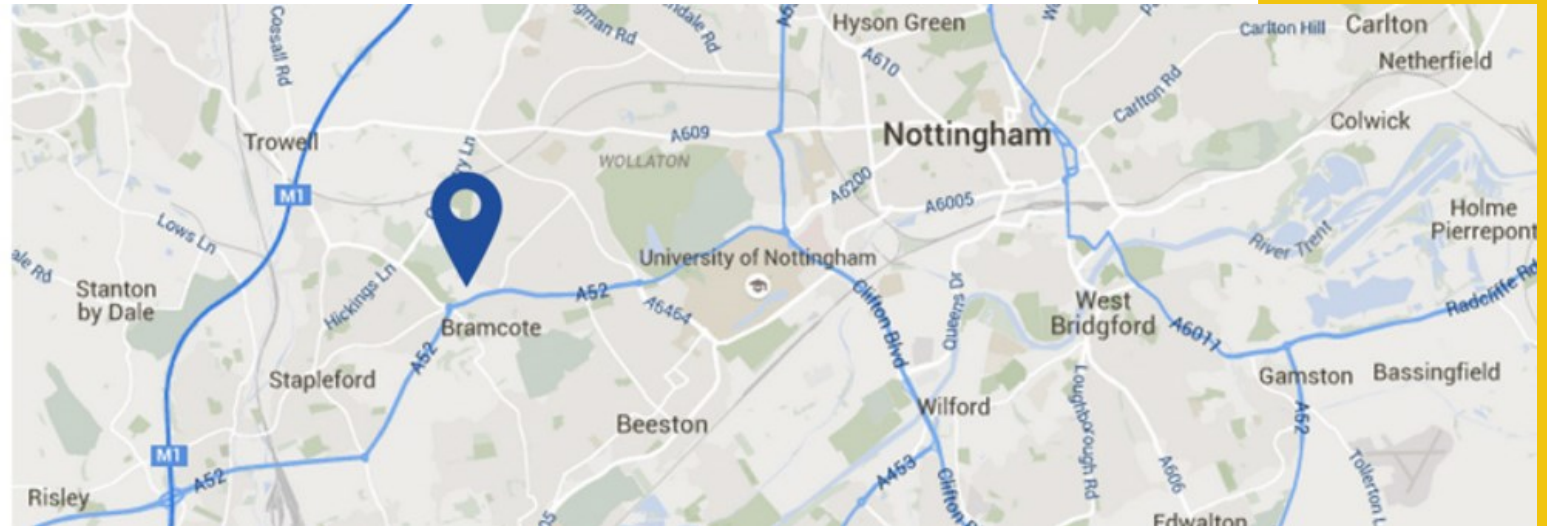 Cossall Rd
Hyson Green
Carlton Hill
Carlton
A610
Netherfield
Carlton Rd
Colwick
Trowell
A609
Nottingham
WOLLATON
M1
A6200
A6005
Holme
Pierrepont
Lows Ln
River Trent
University of Nottingham
Stanton
by Dale
Hickings Ln
A52
A6464
Clifton Blvd
Queens Dr
West
Bridgford
Radcliffe Rd
Bramcote
A6011
A52
Stapleford
Gamston
Bassingfield
Beeston
Wilford
Loughborough Rd
A52
M1
A52
A453
A606
Risley
Edwalton